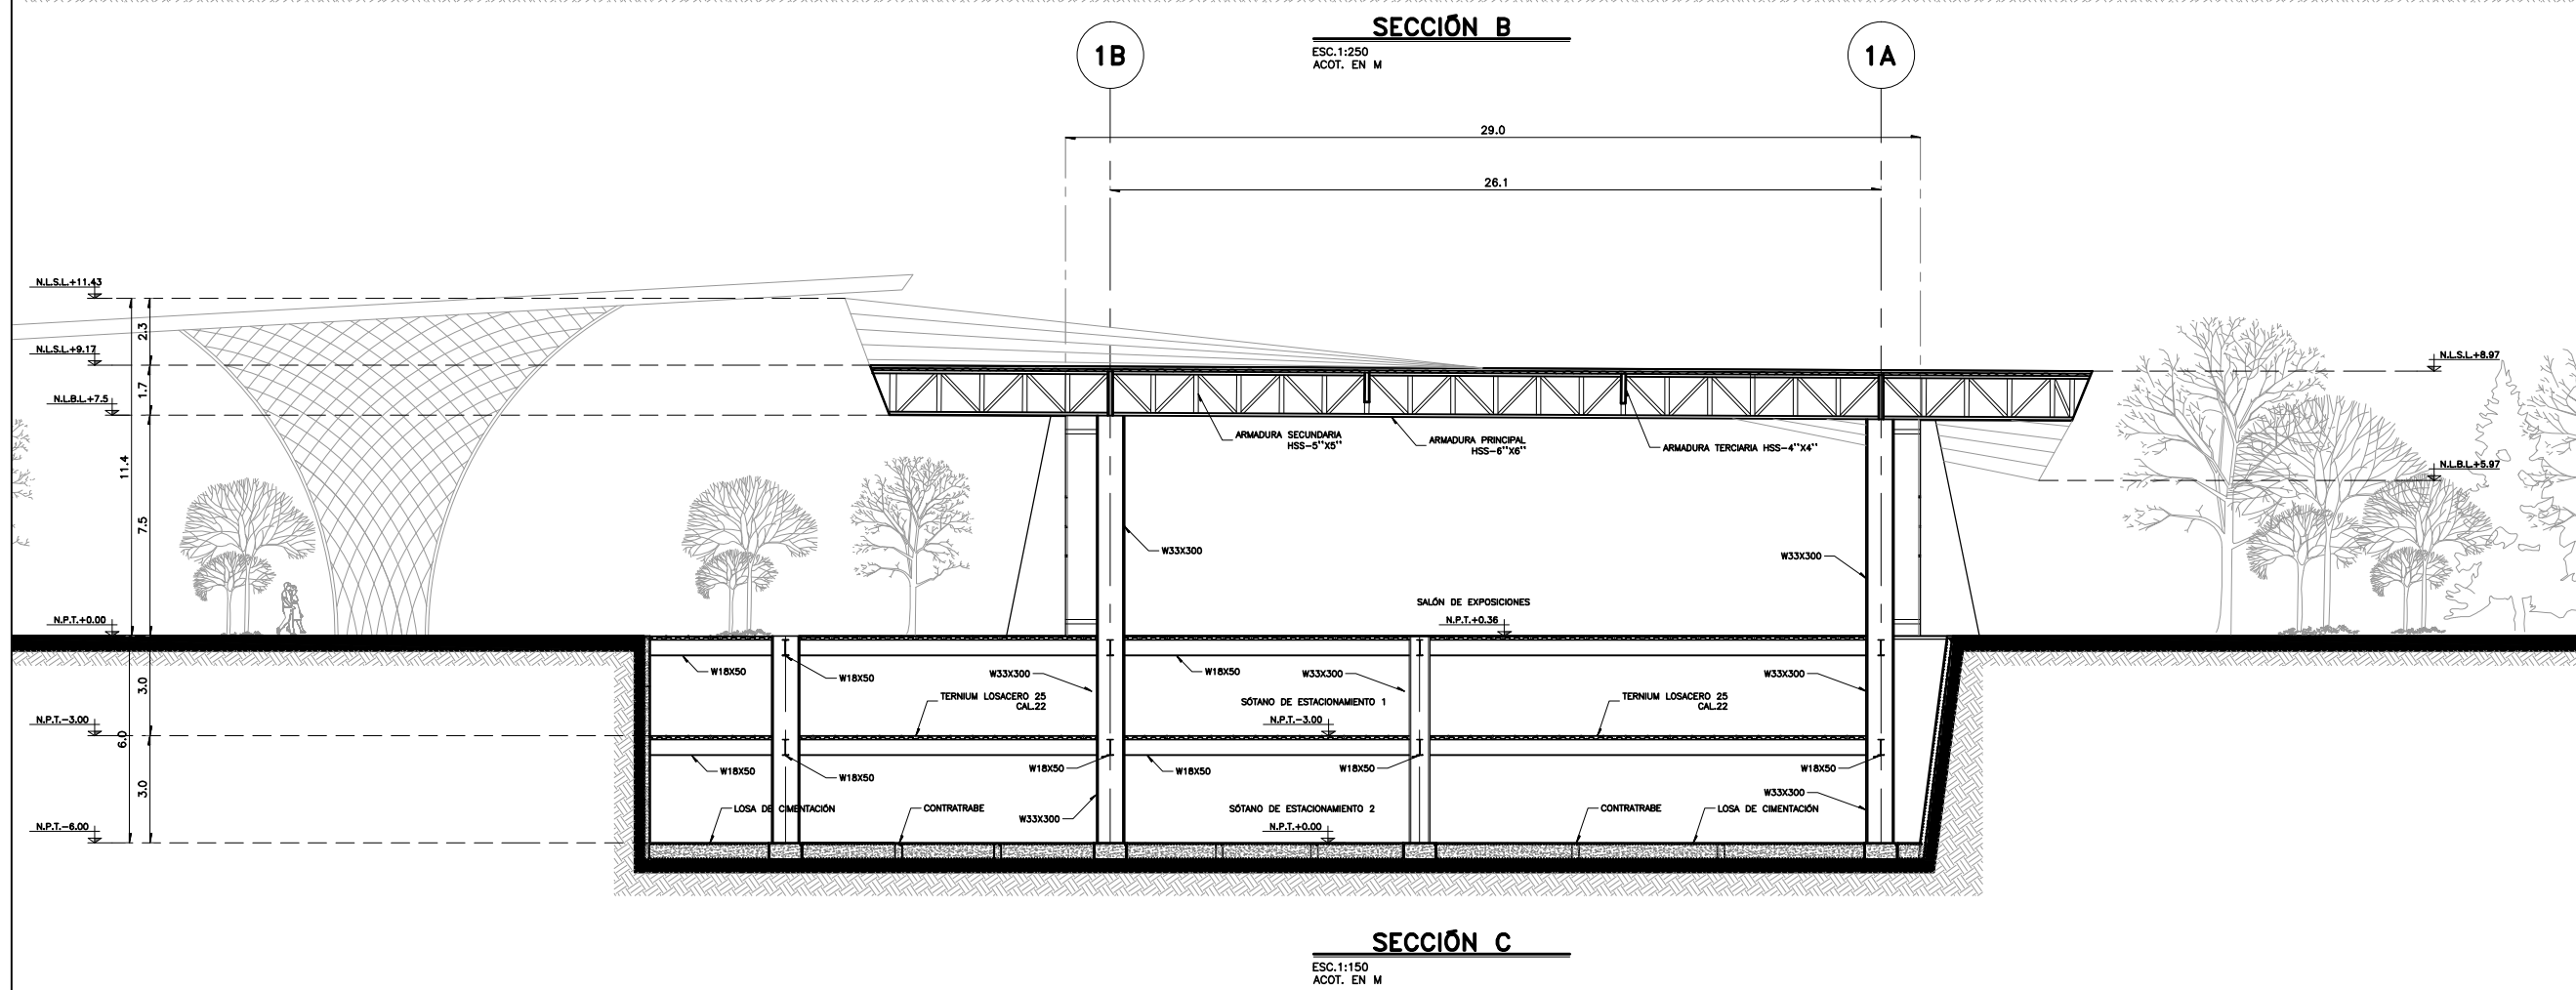 SECCIÓN B
ESC.1:250
ACOT. EN M
1B
1A
29.0
26.1
N.L.S.L.+11.43
2.3
N.L.S.L.+9.17
N.L.S.L.+8.97
1.7
N.L.B.L.+7.5
ARMADURA SECUNDARIA
HSS-5"X5"
ARMADURA PRINCIPAL
HSS-6"X6"
ARMADURA TERCIARIA HSS-4"X4"
11.4
N.L.B.L.+5.97
7.5
W33X300
W33X300
SALÓN DE EXPOSICIONES
N.P.T.+0.36
N.P.T.+0.00
W18X50
W18X50
W33X300
W18X50
W33X300
W33X300
3.0
TERNIUM LOSACERO 25
CAL.22
SÓTANO DE ESTACIONAMIENTO 1
TERNIUM LOSACERO 25
CAL.22
N.P.T.-3.00
N.P.T.-3.00
6.0
W18X50
W18X50
W18X50
W18X50
W18X50
W18X50
3.0
W33X300
LOSA DE CIMENTACIÓN
CONTRATRABE
W33X300
SÓTANO DE ESTACIONAMIENTO 2
CONTRATRABE
LOSA DE CIMENTACIÓN
N.P.T.-6.00
N.P.T.+0.00
SECCIÓN C
ESC.1:150
ACOT. EN M